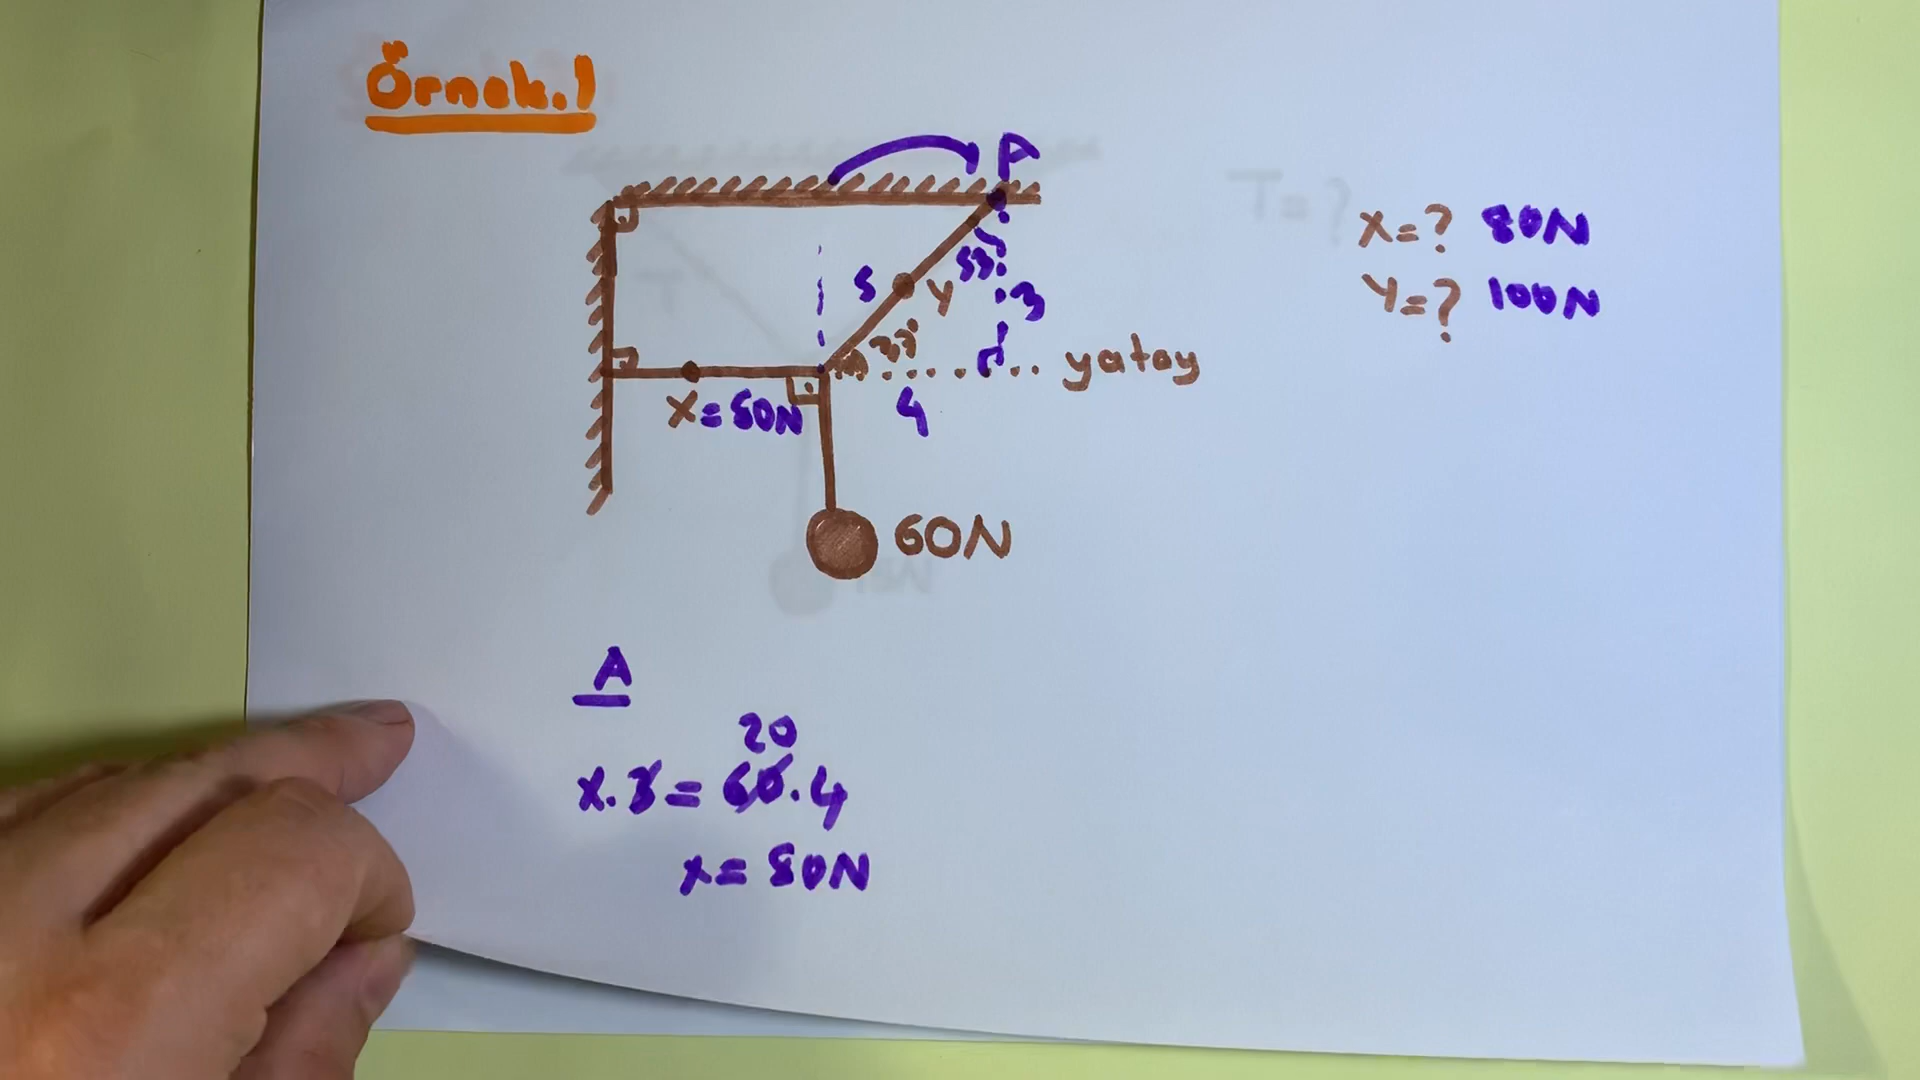 Örnek.1
A
x=? 80N
y=? 100N
5
53°
y
3
37°
yatay
x=80N
4
60N
A
20
x.3=60.4
x=80N